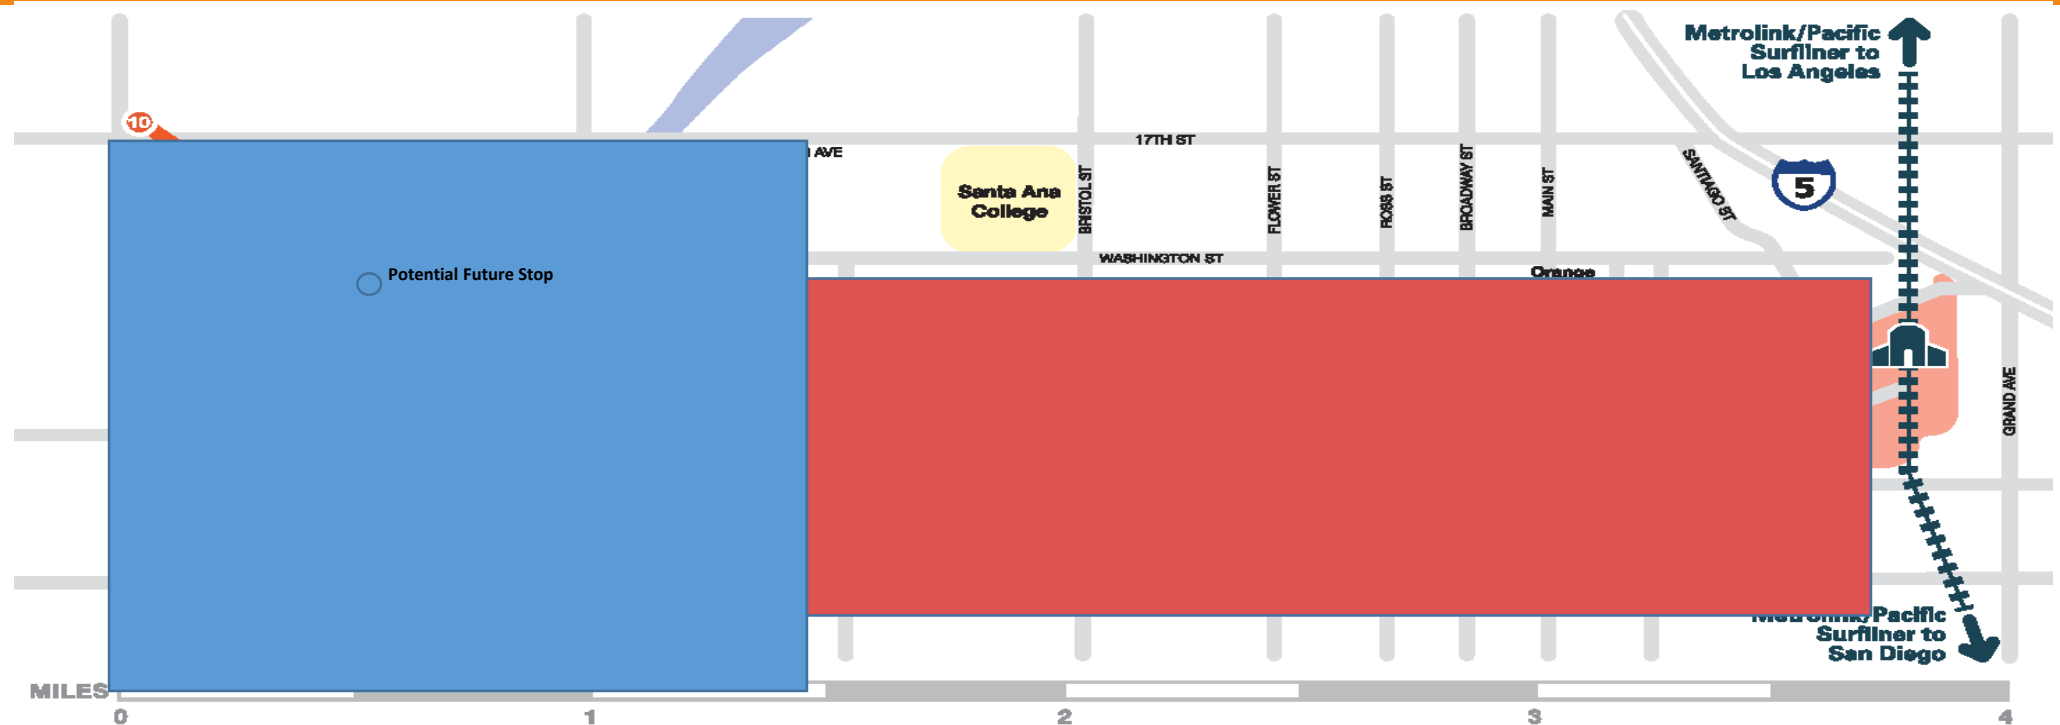 Metrolink/Pacific
Surfliner to
Los Angeles
10
17TH ST
AVE
Santa Ana
College
BRISTOL ST
FLOWER ST
ROSS ST
BROADWAY ST
MAIN ST
SANTIAGO ST
5
WASHINGTON ST
Orange
Potential Future Stop
GRAND AVE
Metrolink/Pacific
Surfliner to
San Diego
MILES
0 1 2 3 4